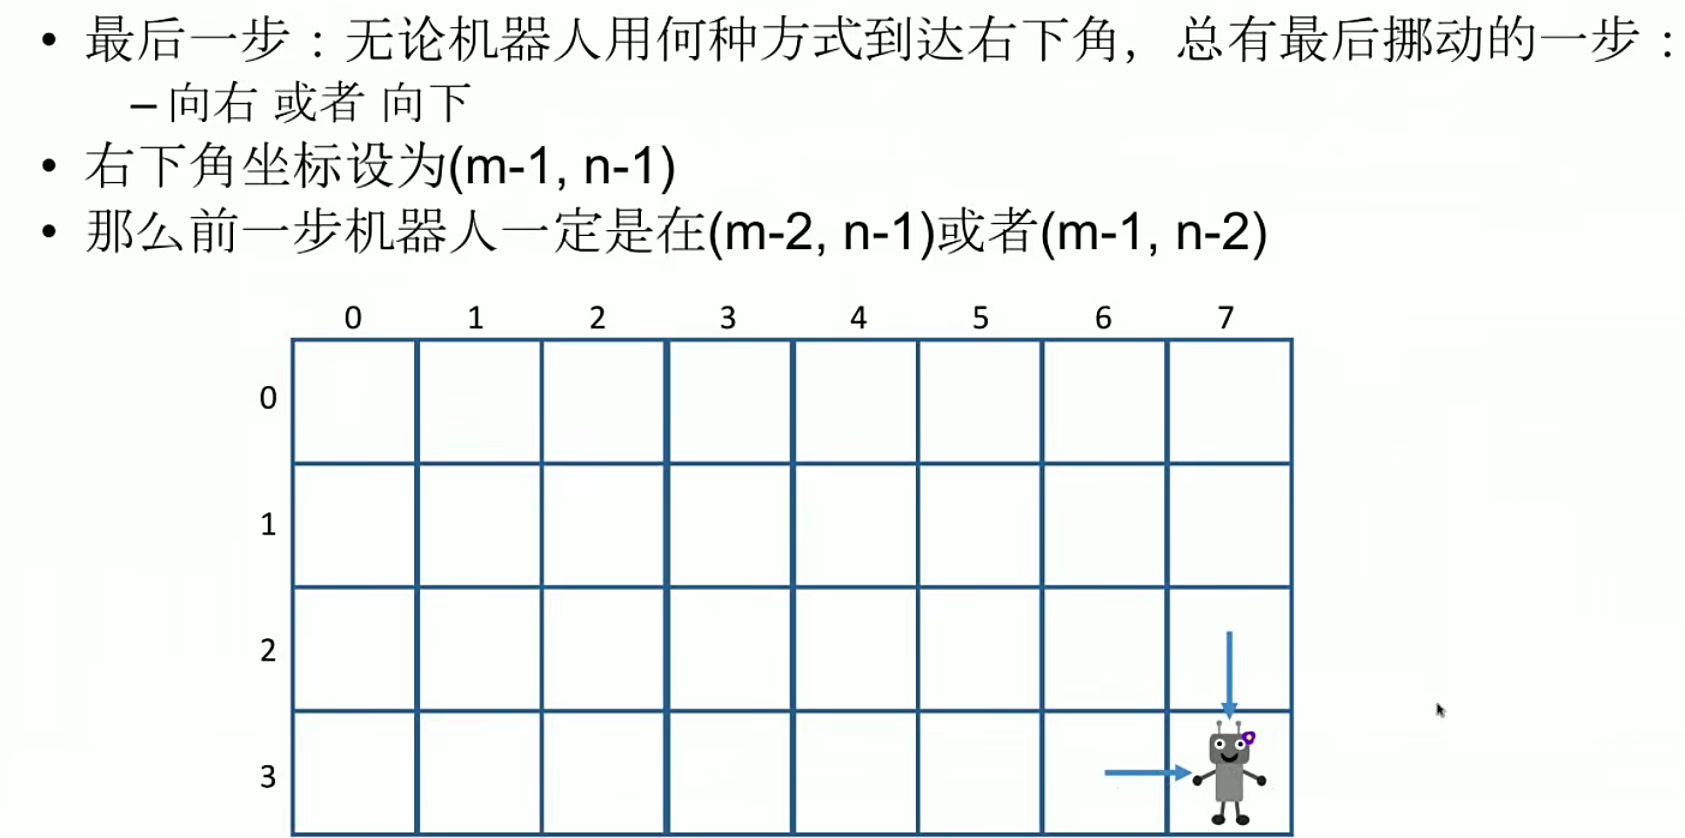 • 最后一步：无论机器人用何种方式到达右下角，总有最后挪动的一步：
– 向右 或者 向下
• 右下角坐标设为(m-1, n-1)
• 那么前一步机器人一定是在(m-2, n-1)或者(m-1, n-2)
0 1 2 3 4 5 6 7
0
1
2
3